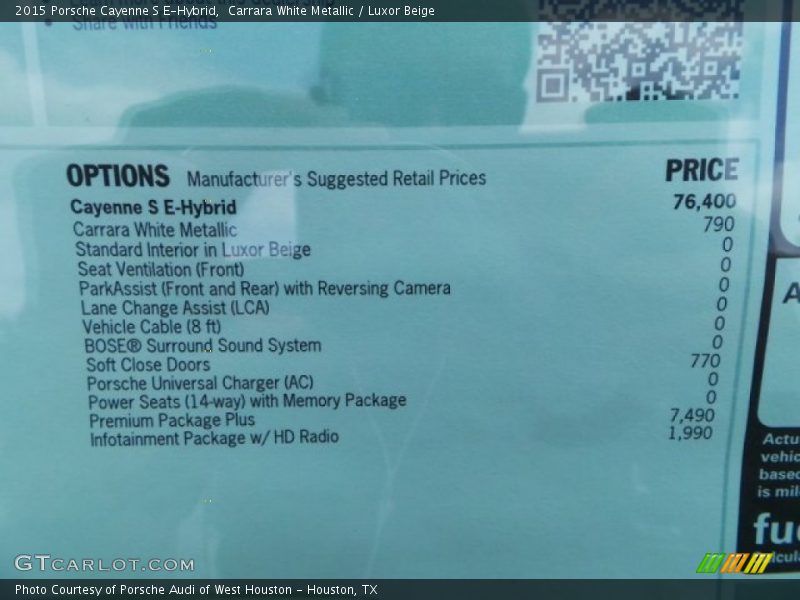 2015 Porsche Cayenne S E-Hybrid, Carrara White Metallic / Luxor Beige
Share with Friends
OPTIONS Manufacturer's Suggested Retail Prices PRICE
Cayenne S E-Hybrid 76,400
Carrara White Metallic 790
Standard Interior in Luxor Beige 0
Seat Ventilation (Front) 0
ParkAssist (Front and Rear) with Reversing Camera 0
Lane Change Assist (LCA) 0
Vehicle Cable (8 ft) 0
BOSE® Surround Sound System 0
Soft Close Doors 770
Porsche Universal Charger (AC) 0
Power Seats (14-way) with Memory Package 0
Premium Package Plus 7,490
Infotainment Package w/ HD Radio 1,990
is
GTCARLOT.COM
Photo Courtesy of Porsche Audi of West Houston - Houston, TX